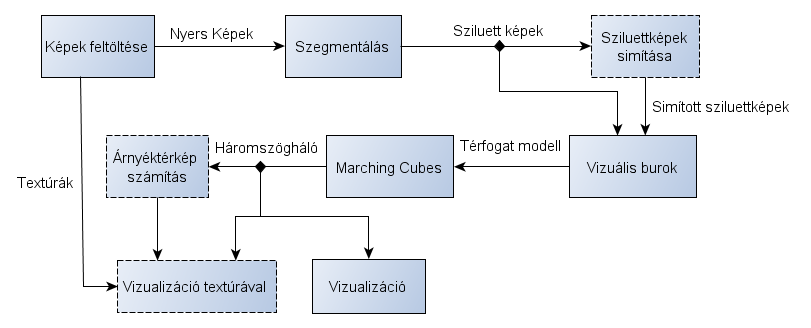 Képek feltöltése
Nyers Képek
Szegmentálás
Sziluett képek
Sziluettképek
simítása
Simított sziluettképek
Vizuális burok
Térfogat modell
Marching Cubes
Háromszögháló
Árnyéktérkép
számítás
Textúrák
Vizualizáció textúrával
Vizualizáció